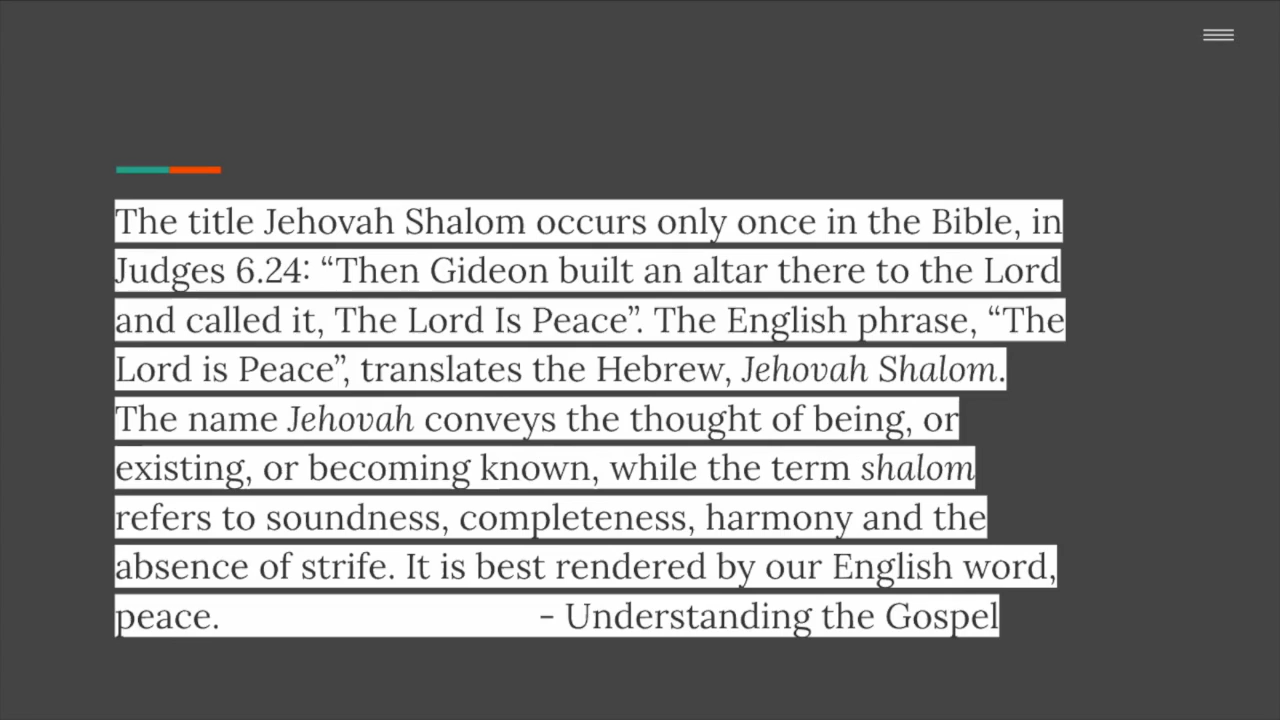 The title Jehovah Shalom occurs only once in the Bible, in
Judges 6.24: “Then Gideon built an altar there to the Lord
and called it, The Lord Is Peace”. The English phrase, “The
Lord is Peace”, translates the Hebrew, Jehovah Shalom.
The name Jehovah conveys the thought of being, or
existing, or becoming known, while the term shalom
refers to soundness, completeness, harmony and the
absence of strife. It is best rendered by our English word,
peace. - Understanding the Gospel